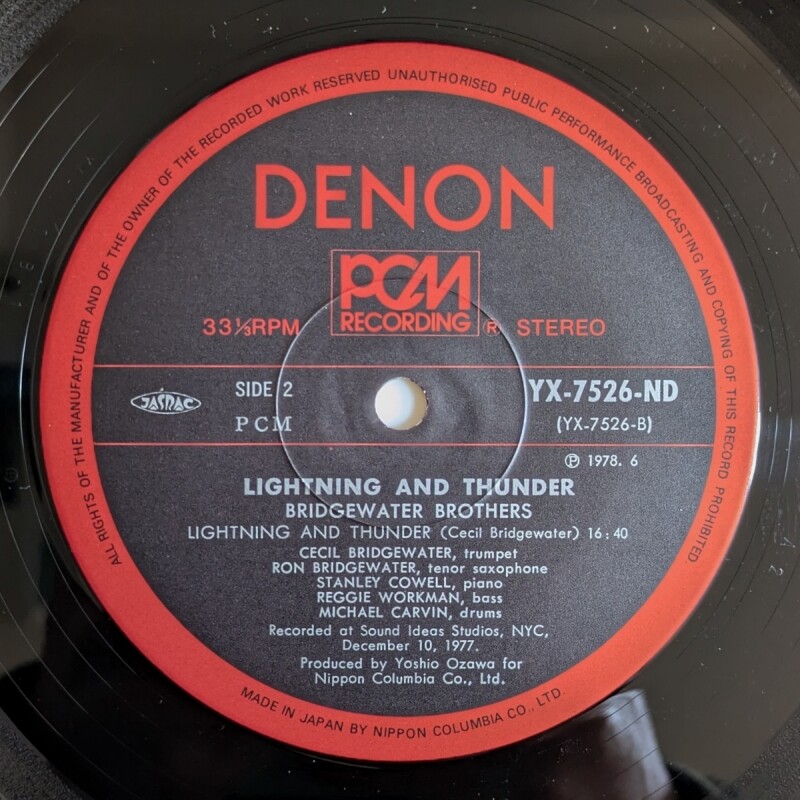 ALL RIGHTS OF THE MANUFACTURER AND OF THE OWNER OF THE RECORDED WORK RESERVED UNAUTHORISED PUBLIC PERFORMANCE BROADCASTING AND COPYING OF THIS RECORD PROHIBITED
DENON
PCM
RECORDING
33⅓RPM ® STEREO
JASRAC SIDE 2 YX-7526-ND
PCM (YX-7526-B)
℗ 1978. 6
LIGHTNING AND THUNDER
BRIDGEWATER BROTHERS
LIGHTNING AND THUNDER (Cecil Bridgewater) 16:40
CECIL BRIDGEWATER, trumpet
RON BRIDGEWATER, tenor saxophone
STANLEY COWELL, piano
REGGIE WORKMAN, bass
MICHAEL CARVIN, drums
Recorded at Sound Ideas Studios, NYC,
December 10, 1977.
Produced by Yoshio Ozawa for
Nippon Columbia Co., Ltd.
MADE IN JAPAN BY NIPPON COLUMBIA CO., LTD.